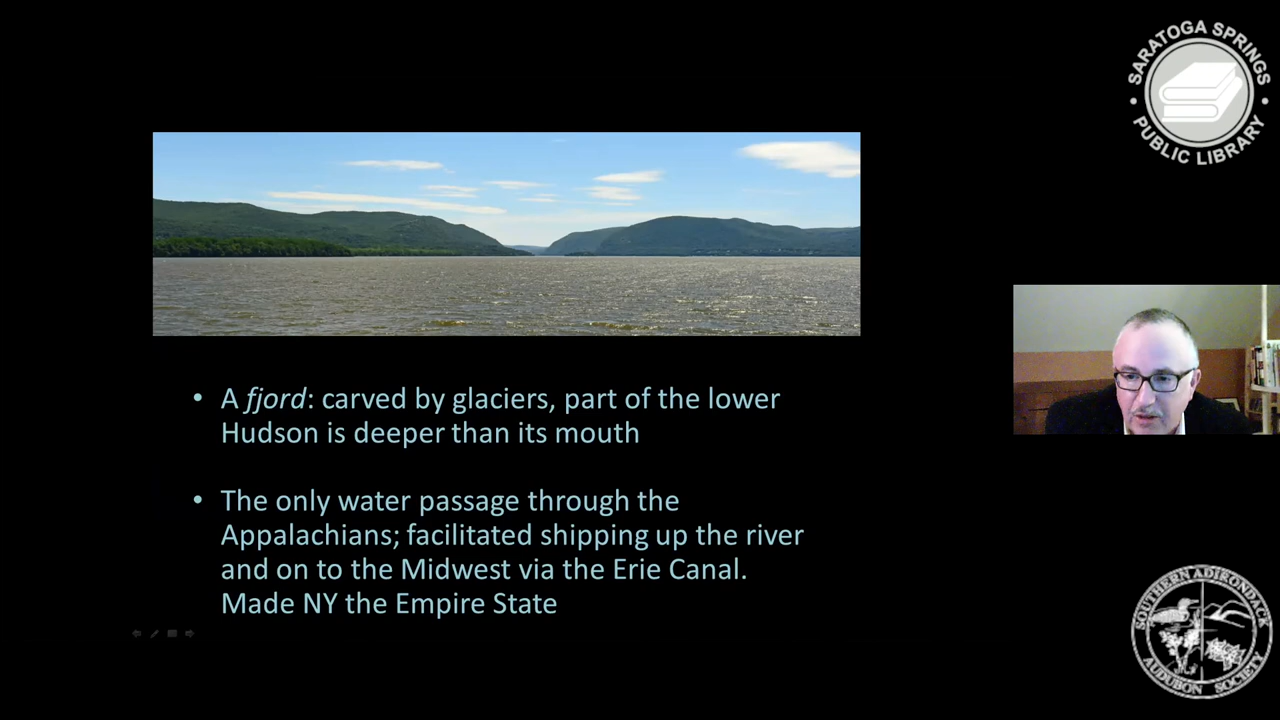 SARATOGA SPRINGS
PUBLIC LIBRARY
• A fjord: carved by glaciers, part of the lower
Hudson is deeper than its mouth
• The only water passage through the
Appalachians; facilitated shipping up the river
and on to the Midwest via the Erie Canal.
Made NY the Empire State
SOUTHERN ADIRONDACK
AUDUBON SOCIETY